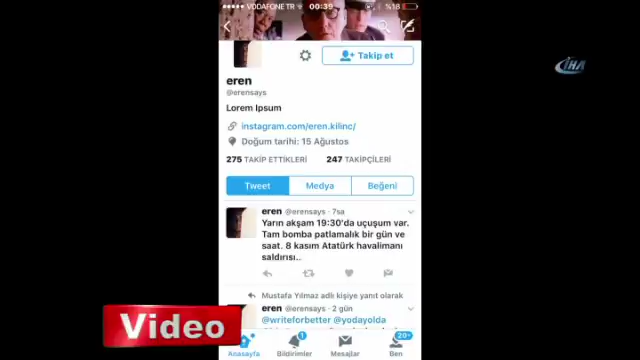 VODAFONE TR
00:39
%18
İHA
Takip et
eren
@erensays
Lorem Ipsum
instagram.com/eren.kilinc/
Doğum tarihi: 15 Ağustos
275 TAKİP ETTİKLERİ 247 TAKİPÇİLERİ
Tweet Medya Beğeni
eren @erensays · 7sa
Yarın akşam 19:30'da uçuşum var.
Tam bomba patlamalık bir gün ve
saat. 8 kasım Atatürk havalimanı
saldırısı..
Mustafa Yılmaz adlı kişiye yanıt olarak
eren @erensays · 2 gün
@writeforbetter @yodayolda
Video
1
20+
Anasayfa Bildirimler Mesajlar Ben